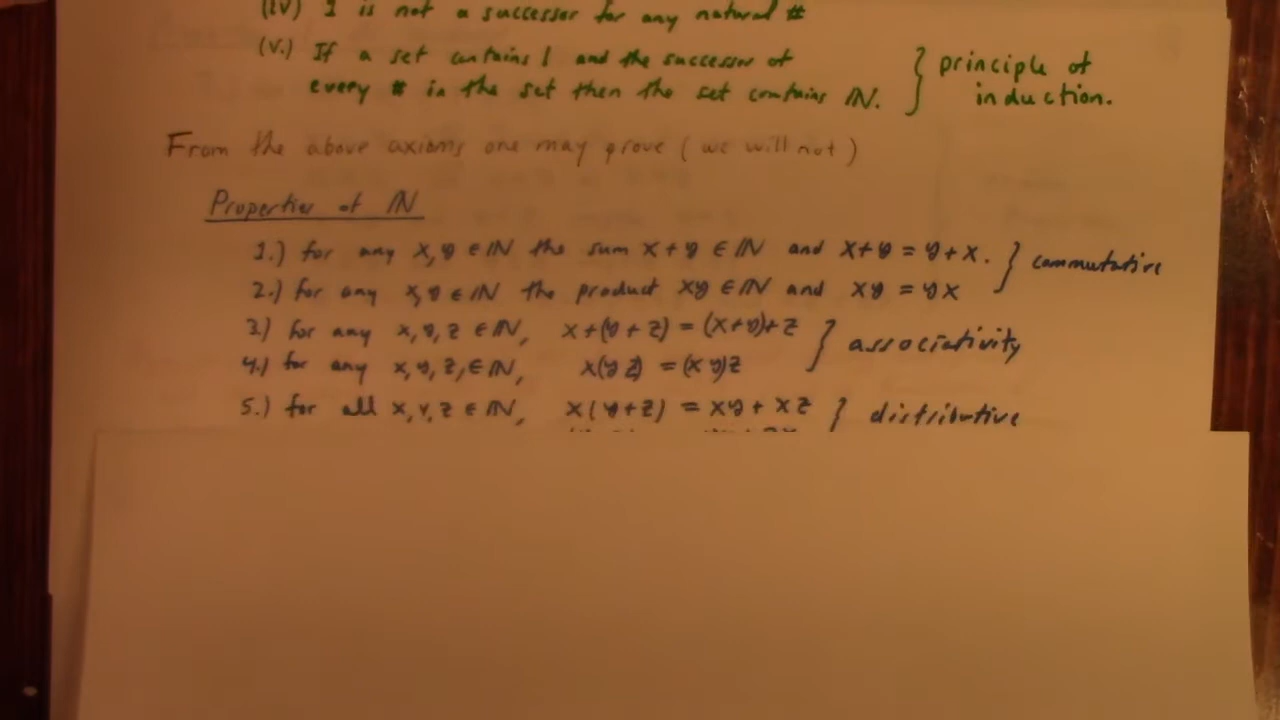 (IV) 1 is not a successor for any natural #
(V.) If a set contains 1 and the successor of
every # in the set then the set contains ℕ. } principle of induction.
From the above axioms one may prove (we will not)
Properties of ℕ
1.) for any x,y ∈ ℕ the sum x+y ∈ ℕ and x+y = y+x. } commutative
2.) for any x,y ∈ ℕ the product xy ∈ ℕ and xy = yx
3.) for any x,y,z ∈ ℕ, x+(y+z) = (x+y)+z } associativity
4.) for any x,y,z, ∈ ℕ, x(yz) = (xy)z
5.) for all x,y,z ∈ ℕ, x(y+z) = xy + xz } distributive